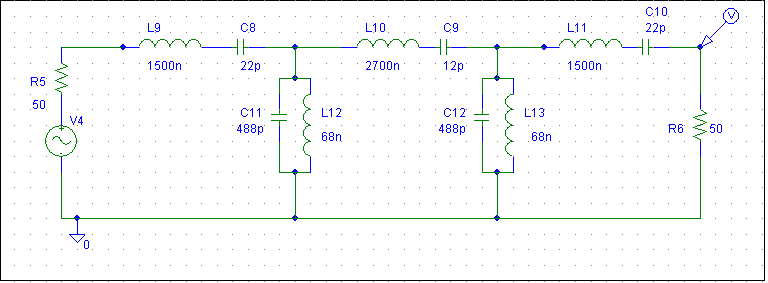 L9 C8 L10 C9 L11 C10 V
1500n 22p 2700n 12p 1500n 22p
R5 50
V4
C11 488p
L12 68n
C12 488p
L13 68n
R6 50
0